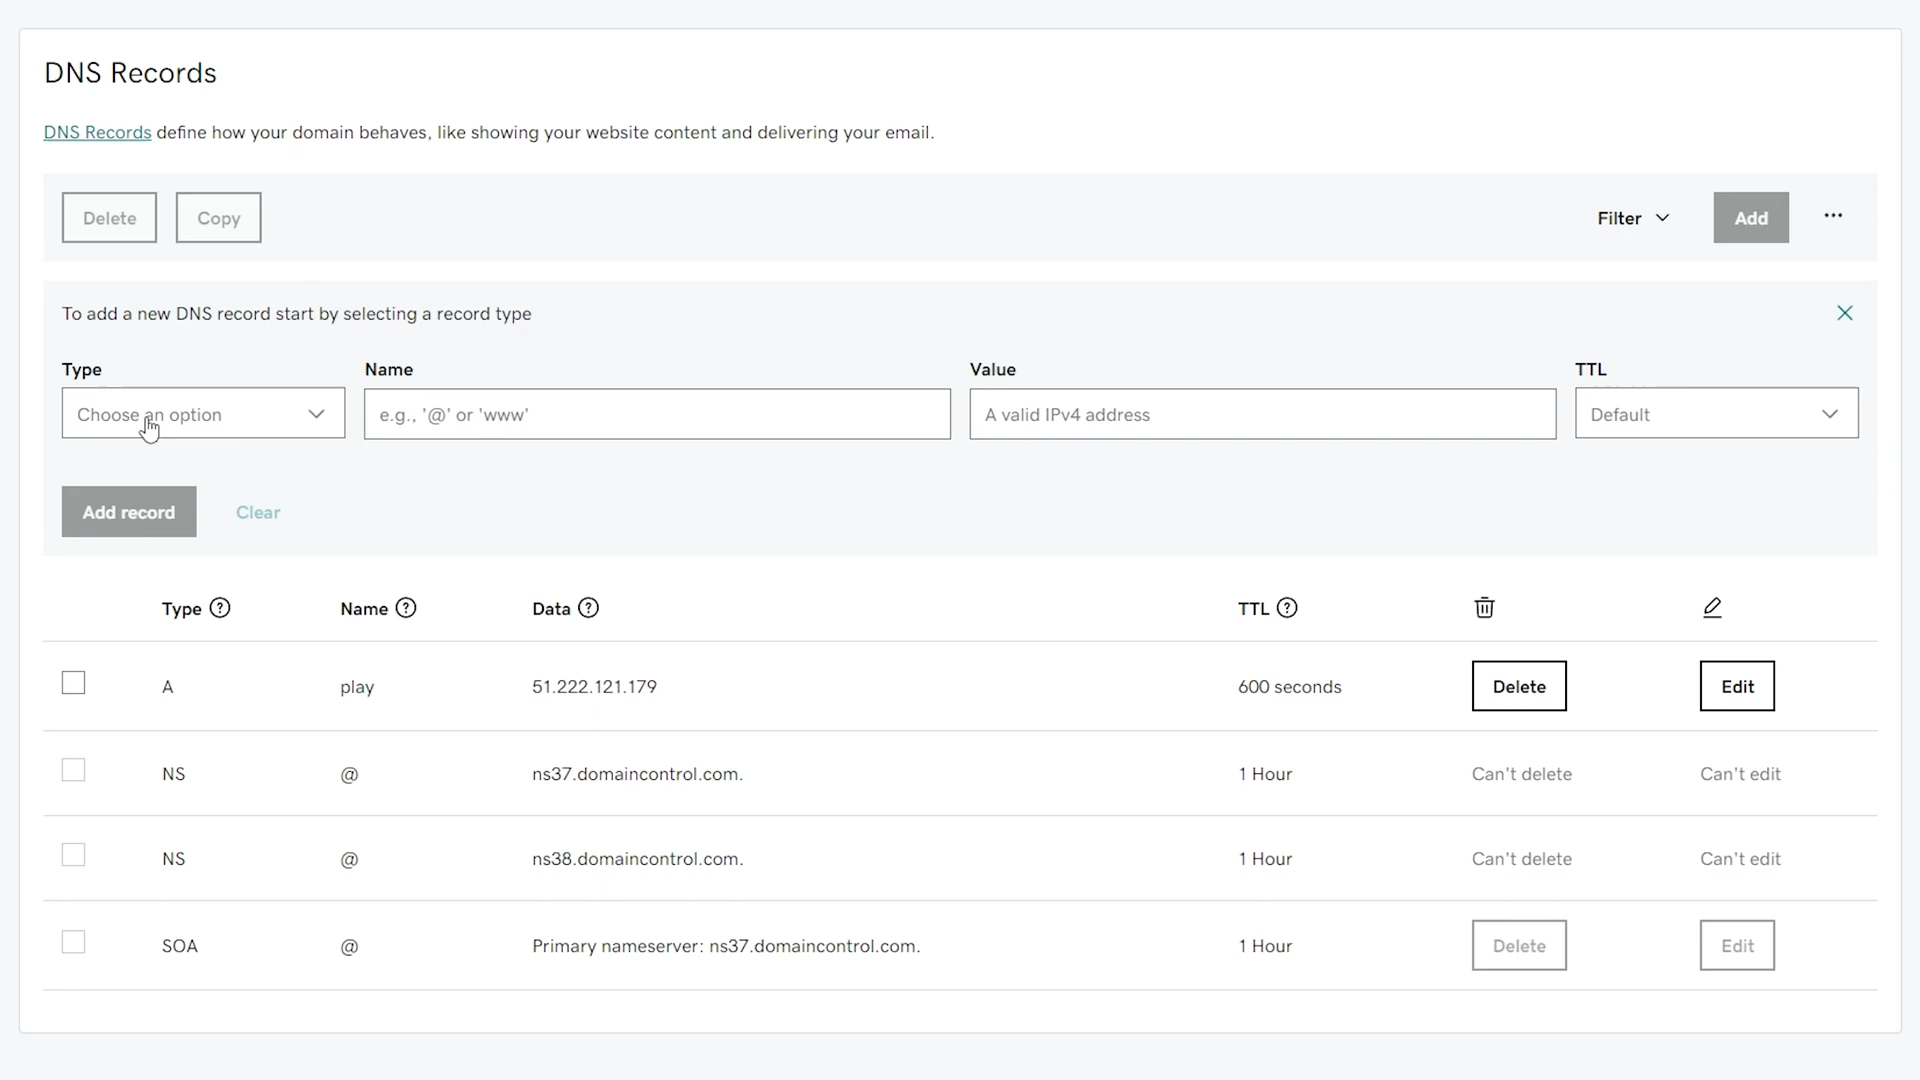 DNS Records
DNS Records define how your domain behaves, like showing your website content and delivering your email.
Delete Copy Filter Add ...
To add a new DNS record start by selecting a record type
Type Name Value TTL
Choose an option e.g., '@' or 'www' A valid IPv4 address Default
Add record Clear
Type ? Name ? Data ? TTL ?
A play 51.222.121.179 600 seconds Delete Edit
NS @ ns37.domaincontrol.com. 1 Hour Can't delete Can't edit
NS @ ns38.domaincontrol.com. 1 Hour Can't delete Can't edit
SOA @ Primary nameserver: ns37.domaincontrol.com. 1 Hour Delete Edit